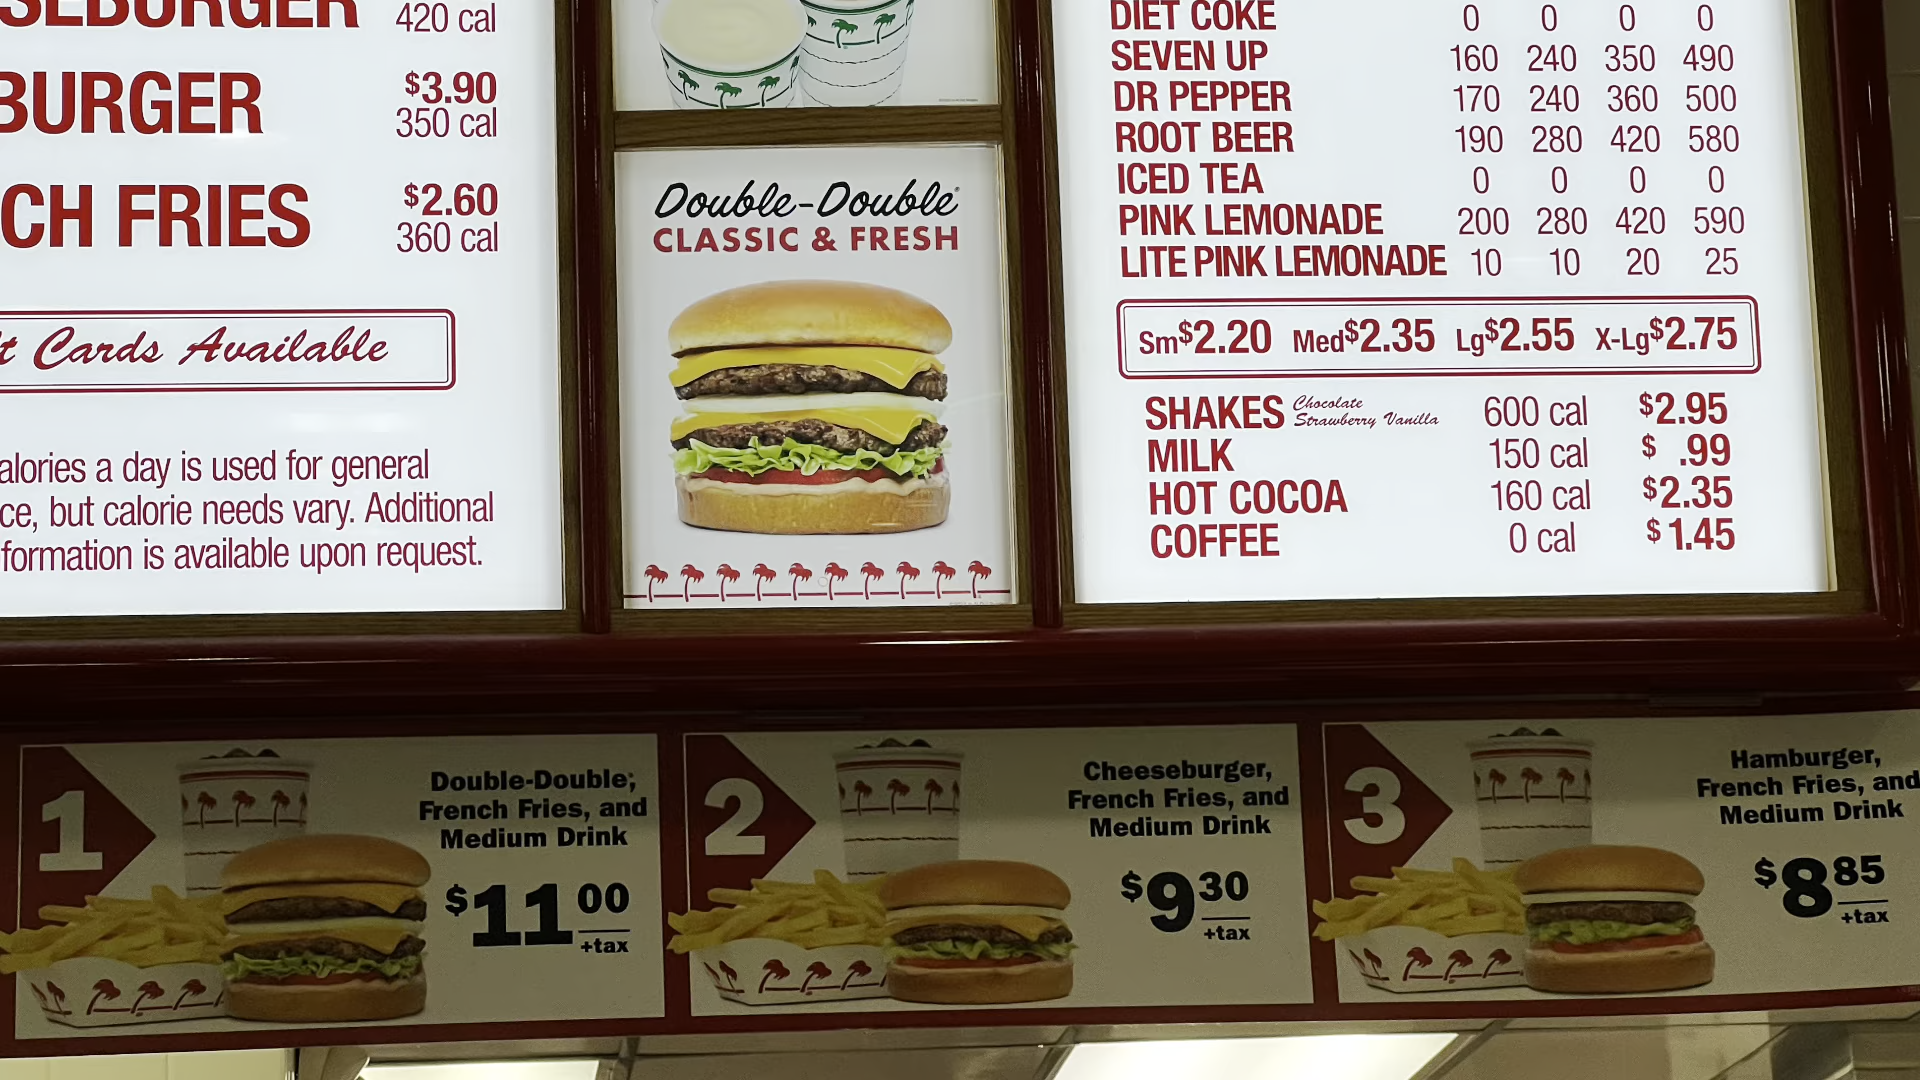 SEBURGER 420 cal
BURGER $3.90
350 cal
CH FRIES $2.60
360 cal
t Cards Available
alories a day is used for general
ce, but calorie needs vary. Additional
formation is available upon request.
Double-Double®
CLASSIC & FRESH
DIET COKE 0 0 0 0
SEVEN UP 160 240 350 490
DR PEPPER 170 240 360 500
ROOT BEER 190 280 420 580
ICED TEA 0 0 0 0
PINK LEMONADE 200 280 420 590
LITE PINK LEMONADE 10 10 20 25
Sm$2.20 Med$2.35 Lg$2.55 X-Lg$2.75
SHAKES Chocolate Strawberry Vanilla 600 cal $2.95
MILK 150 cal $ .99
HOT COCOA 160 cal $2.35
COFFEE 0 cal $1.45
1
Double-Double,
French Fries, and
Medium Drink
$11 00
+tax
2
Cheeseburger,
French Fries, and
Medium Drink
$9 30
+tax
3
Hamburger,
French Fries, and
Medium Drink
$8 85
+tax